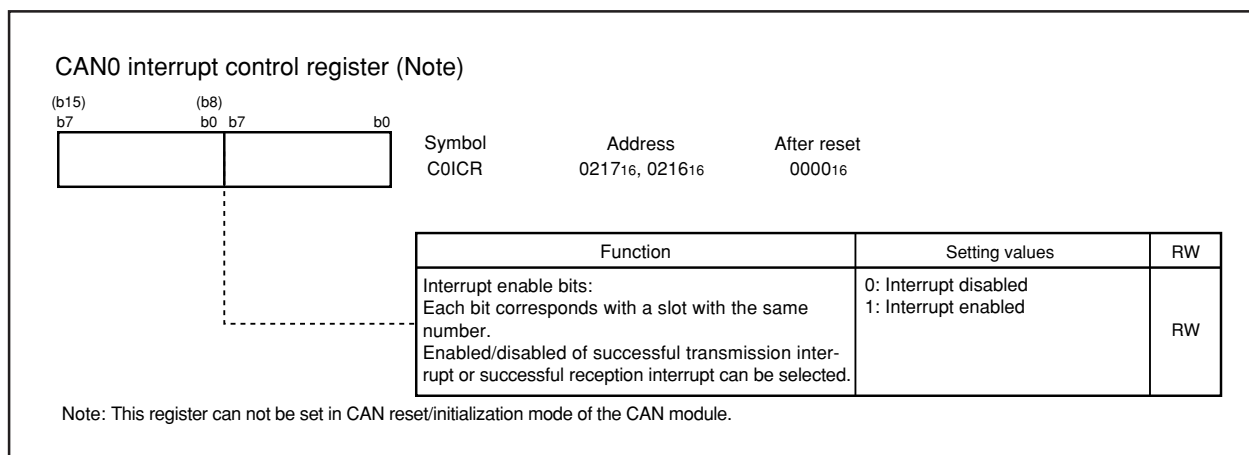 CAN0 interrupt control register (Note)
(b15) (b8)
b7 b0 b7 b0
Symbol Address After reset
C0ICR 021716, 021616 000016
Function Setting values RW
Interrupt enable bits: 0: Interrupt disabled
Each bit corresponds with a slot with the same 1: Interrupt enabled
number.
RW
Enabled/disabled of successful transmission inter-
rupt or successful reception interrupt can be selected.
Note: This register can not be set in CAN reset/initialization mode of the CAN module.